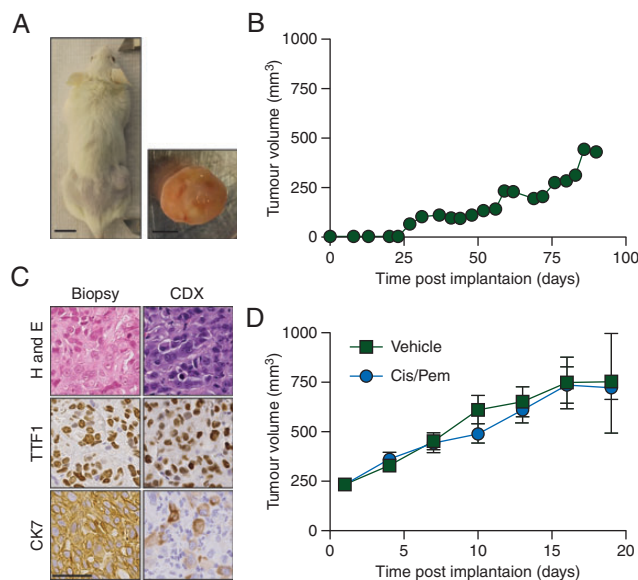 A
B
Tumour volume (mm3)
1000
750
500
250
0
0 25 50 75 100
Time post implantaion (days)
C
Biopsy CDX
H and E
TTF1
CK7
D
Vehicle
Cis/Pem
Tumour volume (mm3)
1000
750
500
250
0
0 5 10 15 20
Time post implantaion (days)